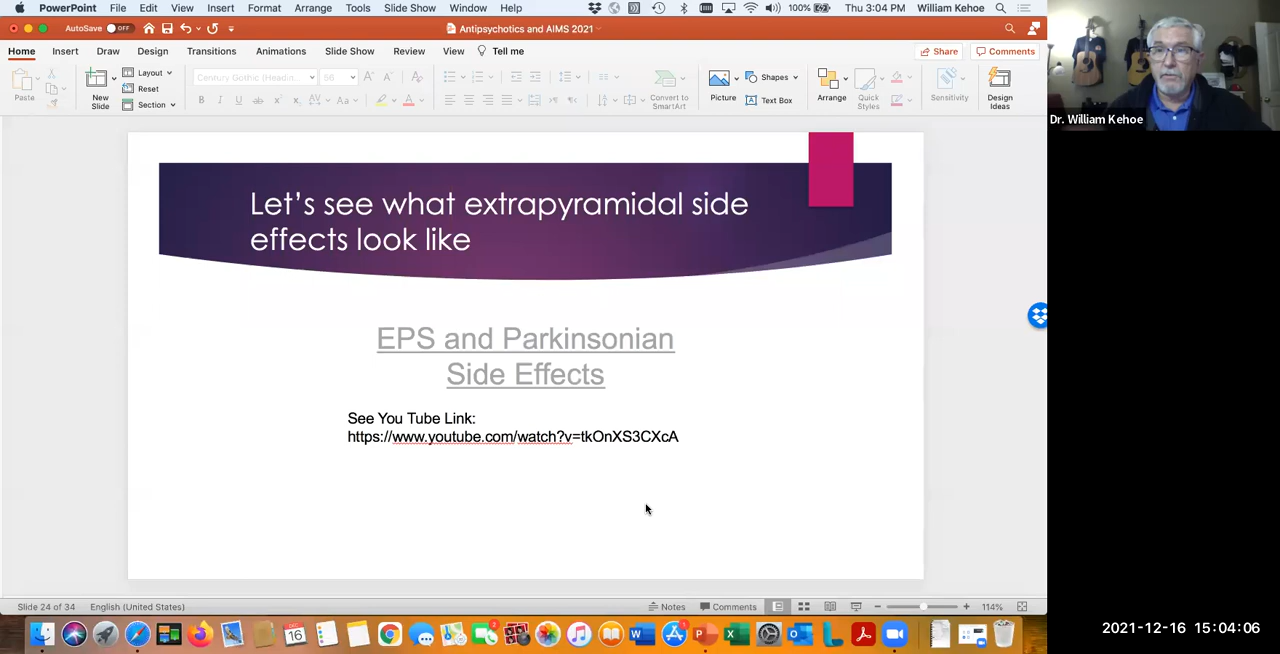 PowerPoint File Edit View Insert Format Arrange Tools Slide Show Window Help 100% Thu 3:04 PM William Kehoe
AutoSave OFF Antipsychotics and AIMS 2021
Home Insert Draw Design Transitions Animations Slide Show Review View Tell me Share Comments
Paste New Slide Layout Reset Section Century Gothic (Headin... 56 Convert to SmartArt Picture Shapes Text Box Arrange Quick Styles Sensitivity Design Ideas
Dr. William Kehoe
Let's see what extrapyramidal side
effects look like
EPS and Parkinsonian
Side Effects
See You Tube Link:
https://www.youtube.com/watch?v=tkOnXS3CXcA
Slide 24 of 34 English (United States) Notes Comments 114%
2021-12-16 15:04:06